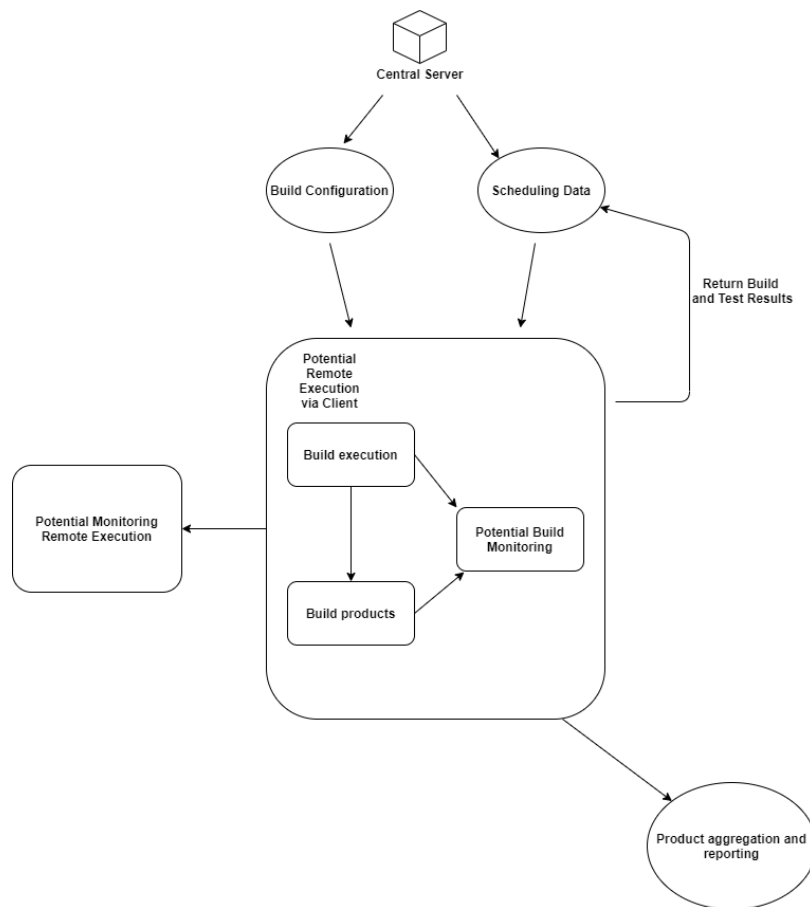 Central Server
Build Configuration
Scheduling Data
Return Build
and Test Results
Potential
Remote
Execution
via Client
Build execution
Potential Build
Monitoring
Potential Monitoring
Remote Execution
Build products
Product aggregation and
reporting